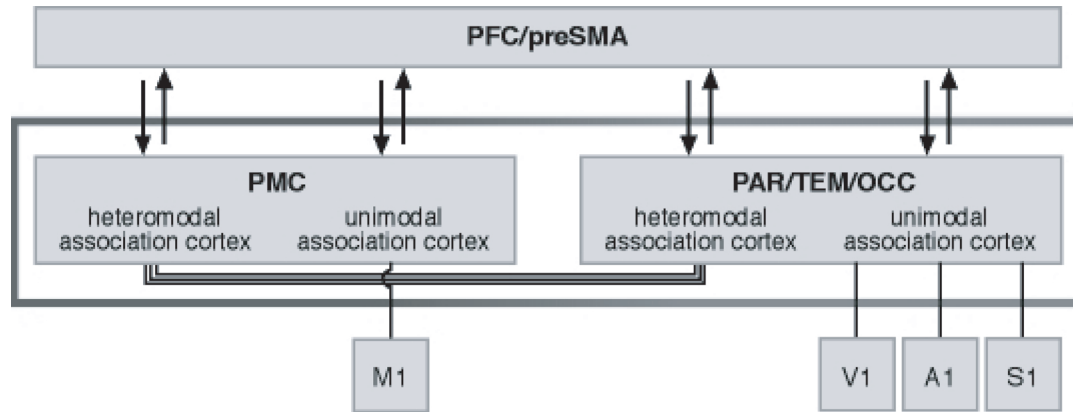 PFC/preSMA
PMC
heteromodal association cortex
unimodal association cortex
PAR/TEM/OCC
heteromodal association cortex
unimodal association cortex
M1
V1
A1
S1